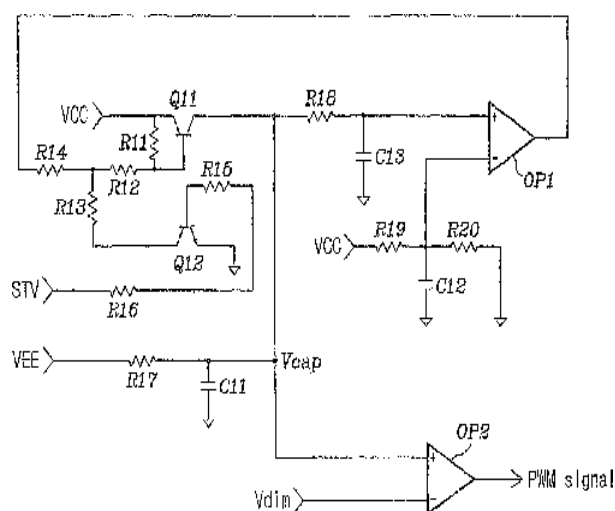 Q11
R18
VCC
+
R11
R14
R12
R15
C13
-
OP1
R13
Q12
VCC
R19
R20
STV
R16
C12
VEE
R17
C11
Vcap
OP2
+
PWM signal
Vdim
-